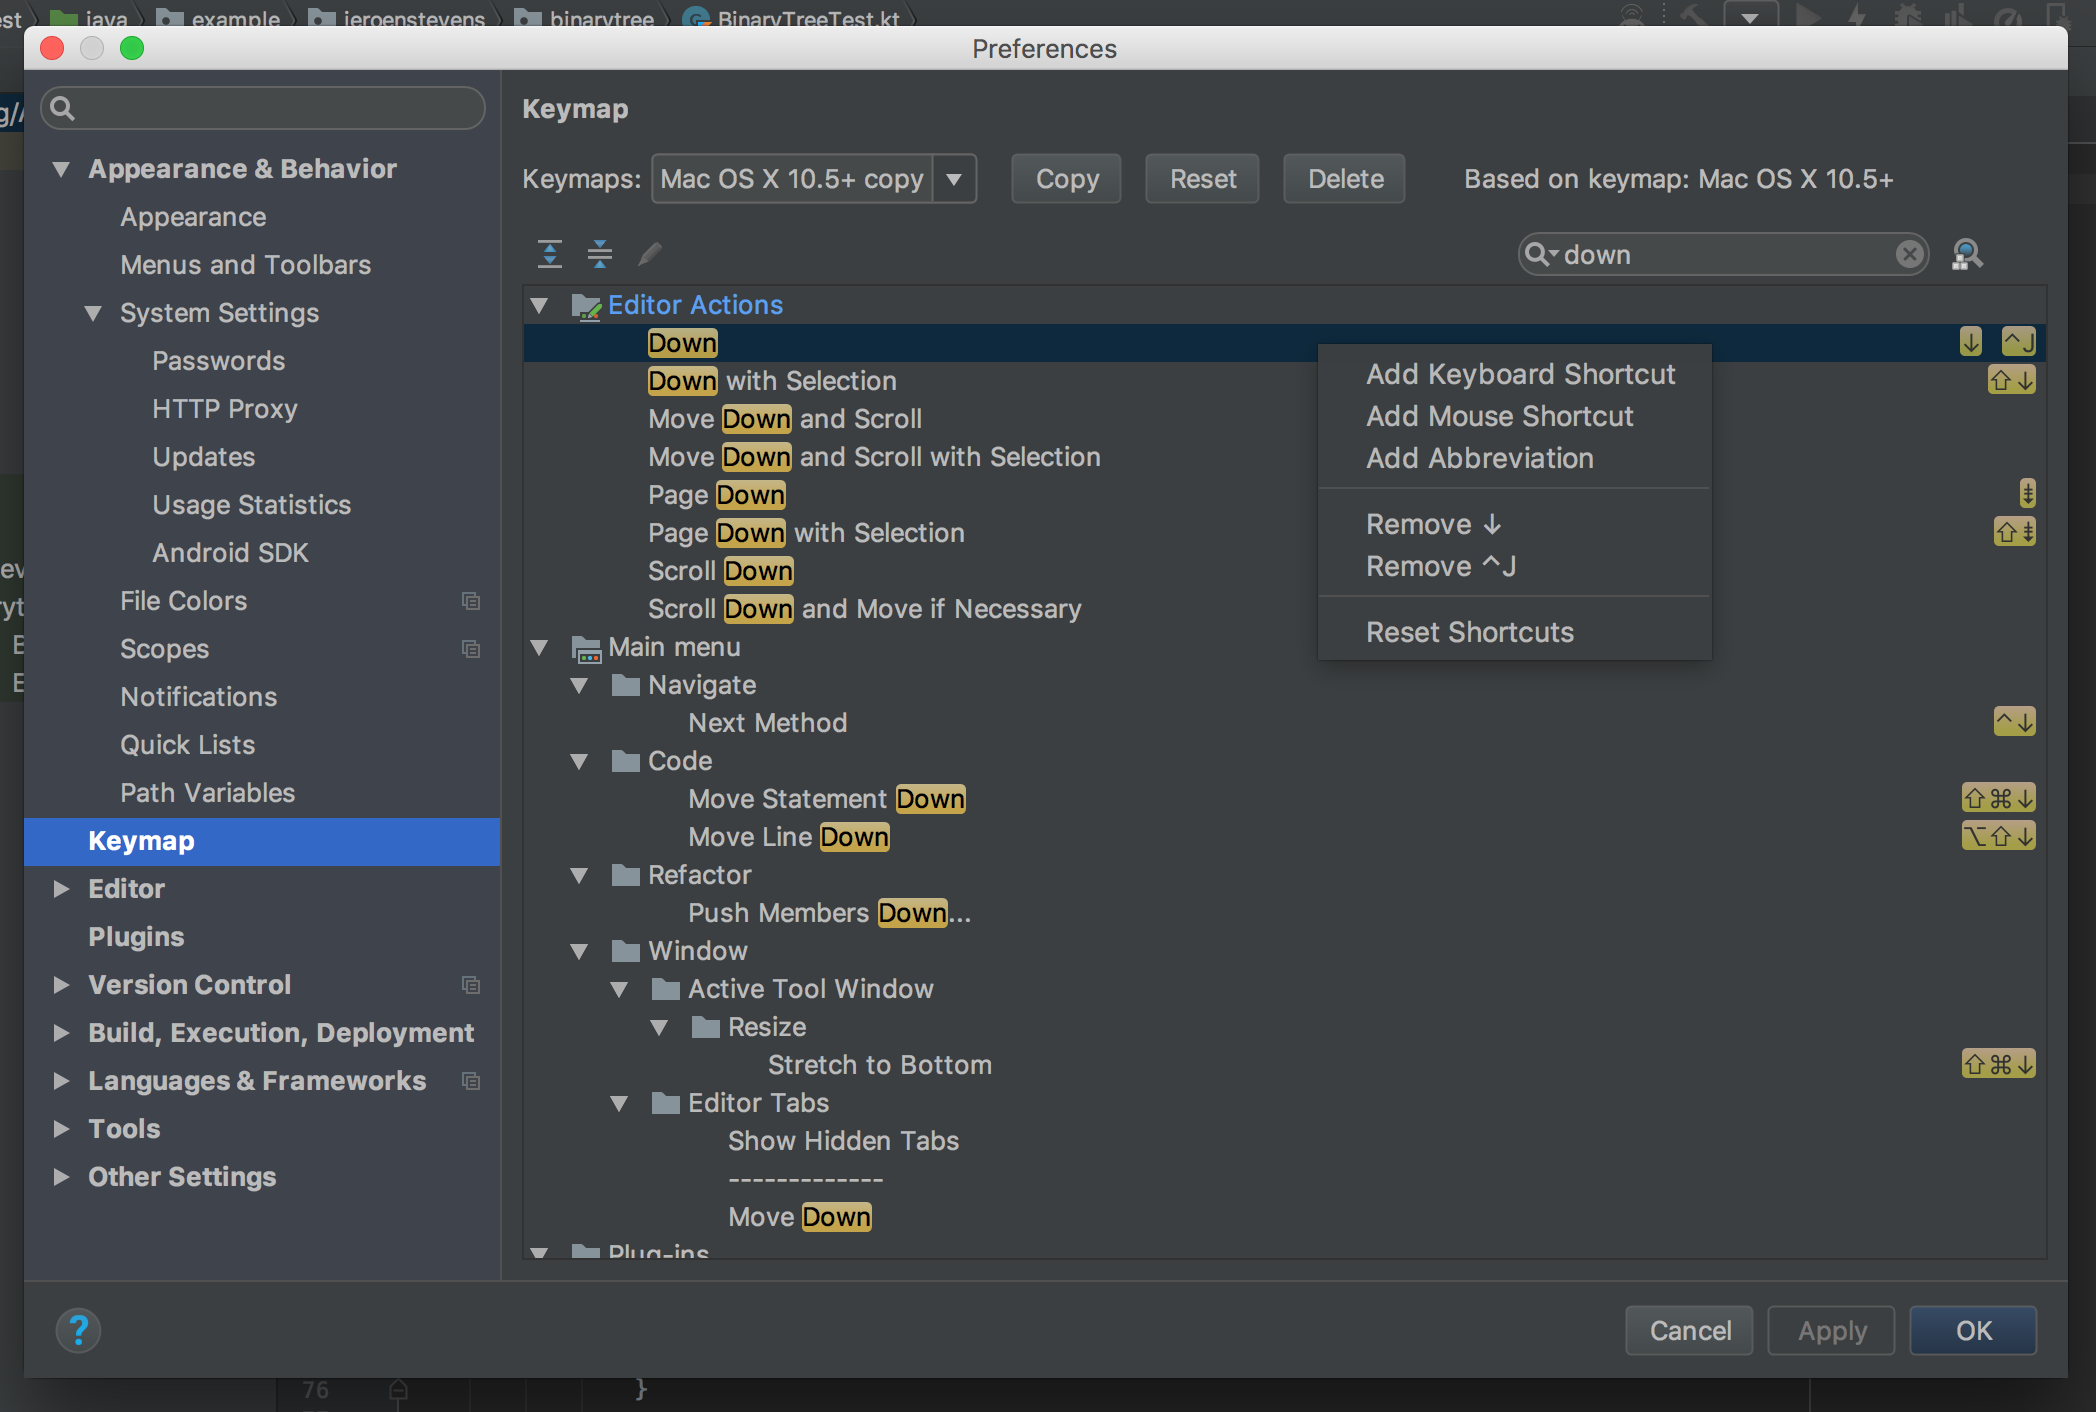 est java example jeroenstevens binarytree BinaryTreeTest.kt
Preferences
g//
Keymap
Keymaps: Mac OS X 10.5+ copy Copy Reset Delete Based on keymap: Mac OS X 10.5+
down
Appearance & Behavior
Appearance
Menus and Toolbars
System Settings
Passwords
HTTP Proxy
Updates
Usage Statistics
Android SDK
File Colors
Scopes
Notifications
Quick Lists
Path Variables
Keymap
Editor
Plugins
Version Control
Build, Execution, Deployment
Languages & Frameworks
Tools
Other Settings
Editor Actions
Down ↓ ^J
Down with Selection ⇧↓
Move Down and Scroll
Move Down and Scroll with Selection
Page Down ⇟
Page Down with Selection ⇧⇟
Scroll Down
Scroll Down and Move if Necessary
Main menu
Navigate
Next Method ^↓
Code
Move Statement Down ⇧⌘↓
Move Line Down ⌥⇧↓
Refactor
Push Members Down...
Window
Active Tool Window
Resize
Stretch to Bottom ⇧⌘↓
Editor Tabs
Show Hidden Tabs
-------------
Move Down
Plug-ins
Add Keyboard Shortcut
Add Mouse Shortcut
Add Abbreviation
Remove ↓
Remove ^J
Reset Shortcuts
? Cancel Apply OK
76 }